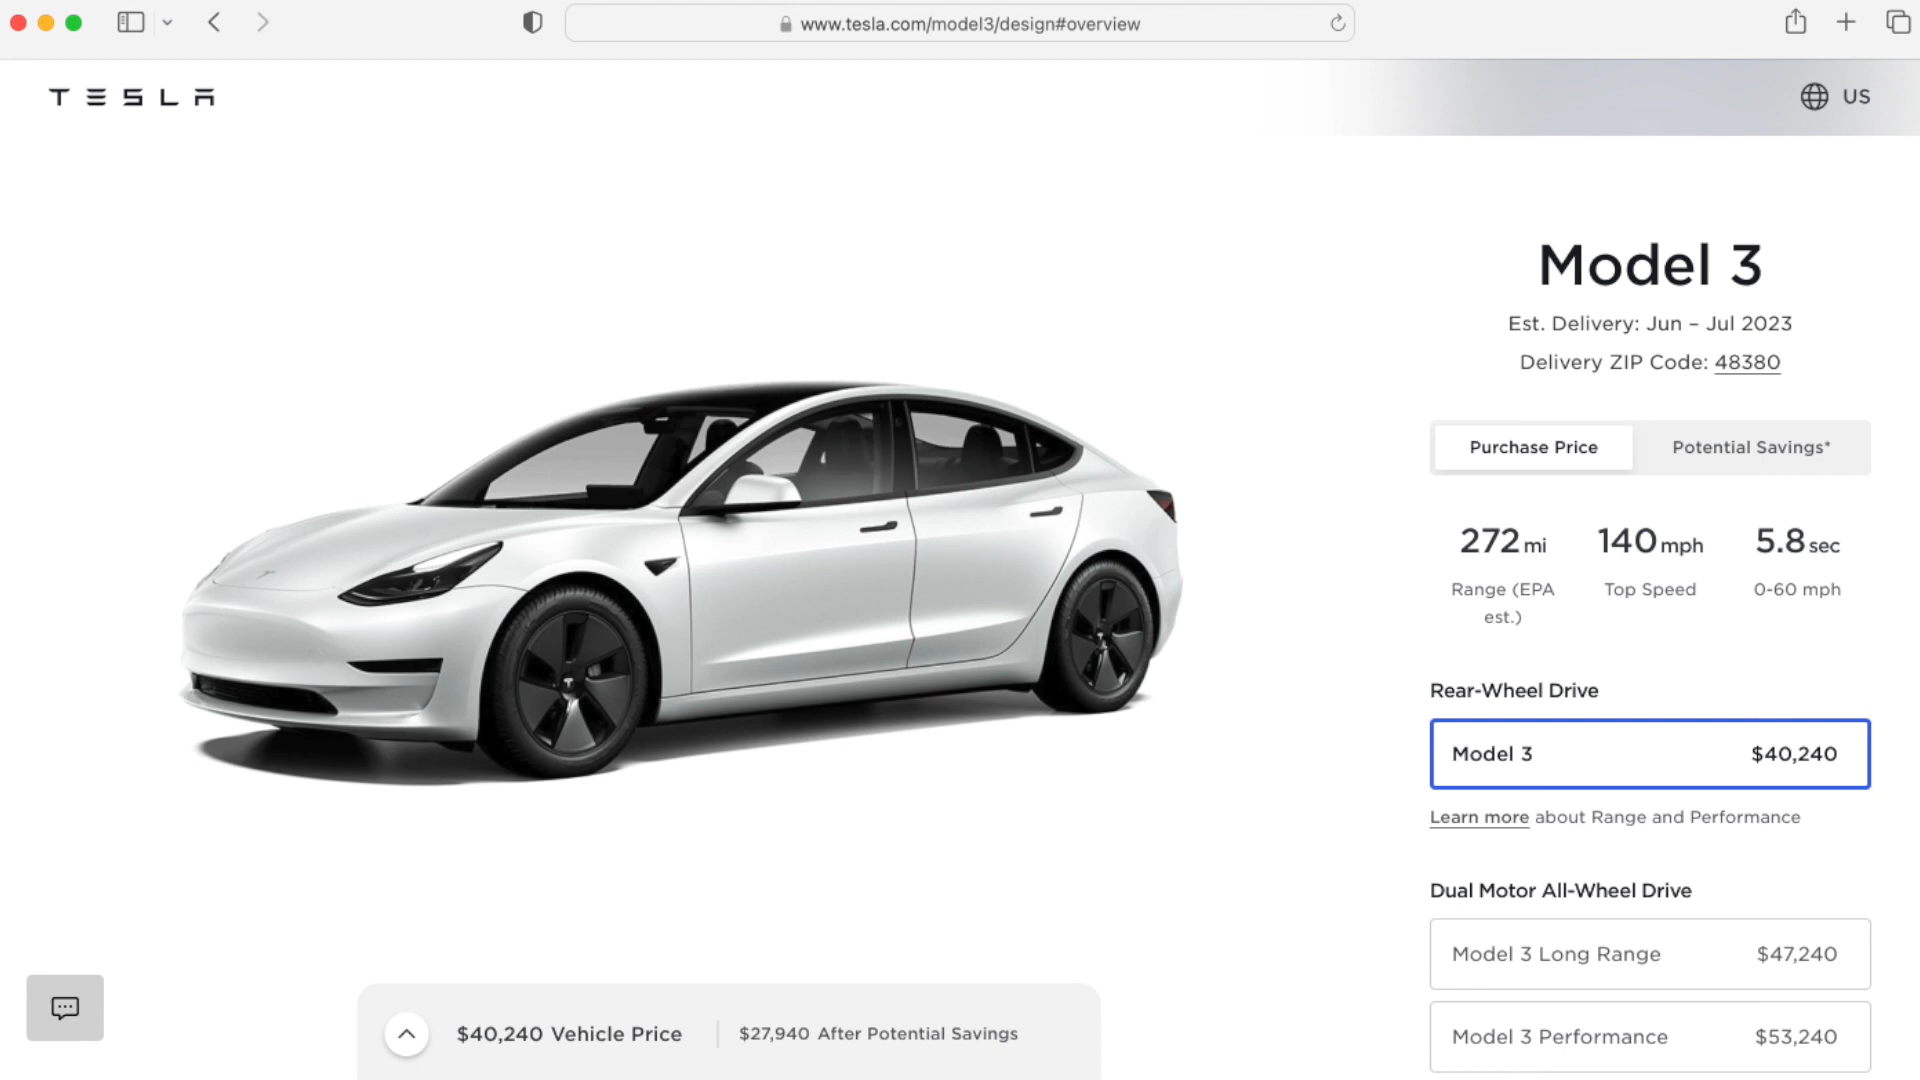 www.tesla.com/model3/design#overview
TESLA
US
Model 3
Est. Delivery: Jun – Jul 2023
Delivery ZIP Code: 48380
Purchase Price Potential Savings*
272 mi 140 mph 5.8 sec
Range (EPA est.) Top Speed 0-60 mph
Rear-Wheel Drive
Model 3 $40,240
Learn more about Range and Performance
Dual Motor All-Wheel Drive
Model 3 Long Range $47,240
Model 3 Performance $53,240
$40,240 Vehicle Price $27,940 After Potential Savings